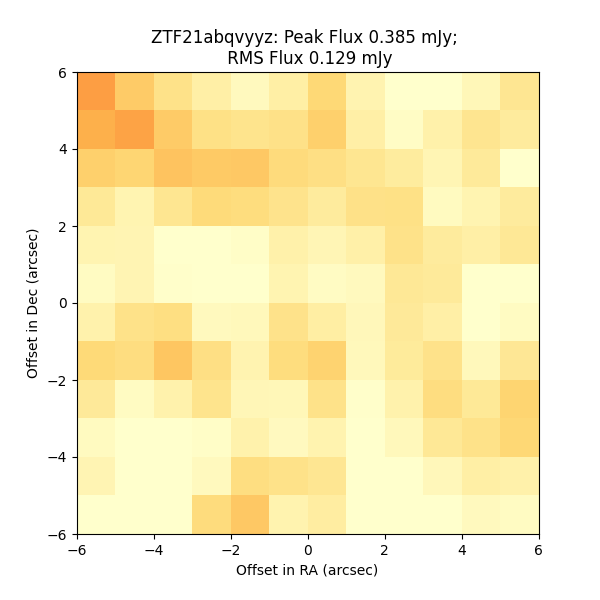 ZTF21abqvyyz: Peak Flux 0.385 mJy;
RMS Flux 0.129 mJy
6
4
2
0
−2
−4
−6
Offset in Dec (arcsec)
−6 −4 −2 0 2 4 6
Offset in RA (arcsec)